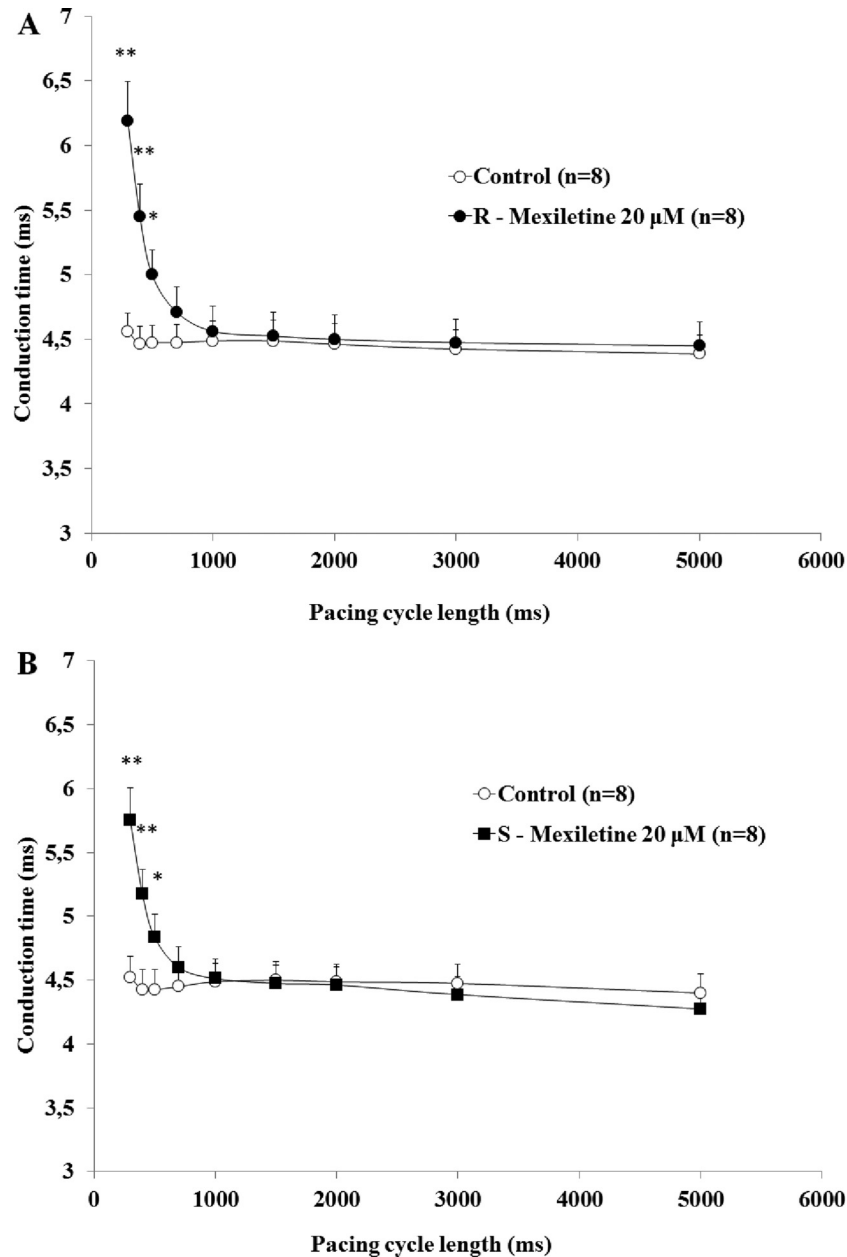 A
7
6,5
6
5,5
5
4,5
4
3,5
3
Conduction time (ms)
**
**
*
Control (n=8)
R - Mexiletine 20 µM (n=8)
0 1000 2000 3000 4000 5000 6000
Pacing cycle length (ms)
B
7
6,5
6
5,5
5
4,5
4
3,5
3
Conduction time (ms)
**
**
*
Control (n=8)
S - Mexiletine 20 µM (n=8)
0 1000 2000 3000 4000 5000 6000
Pacing cycle length (ms)